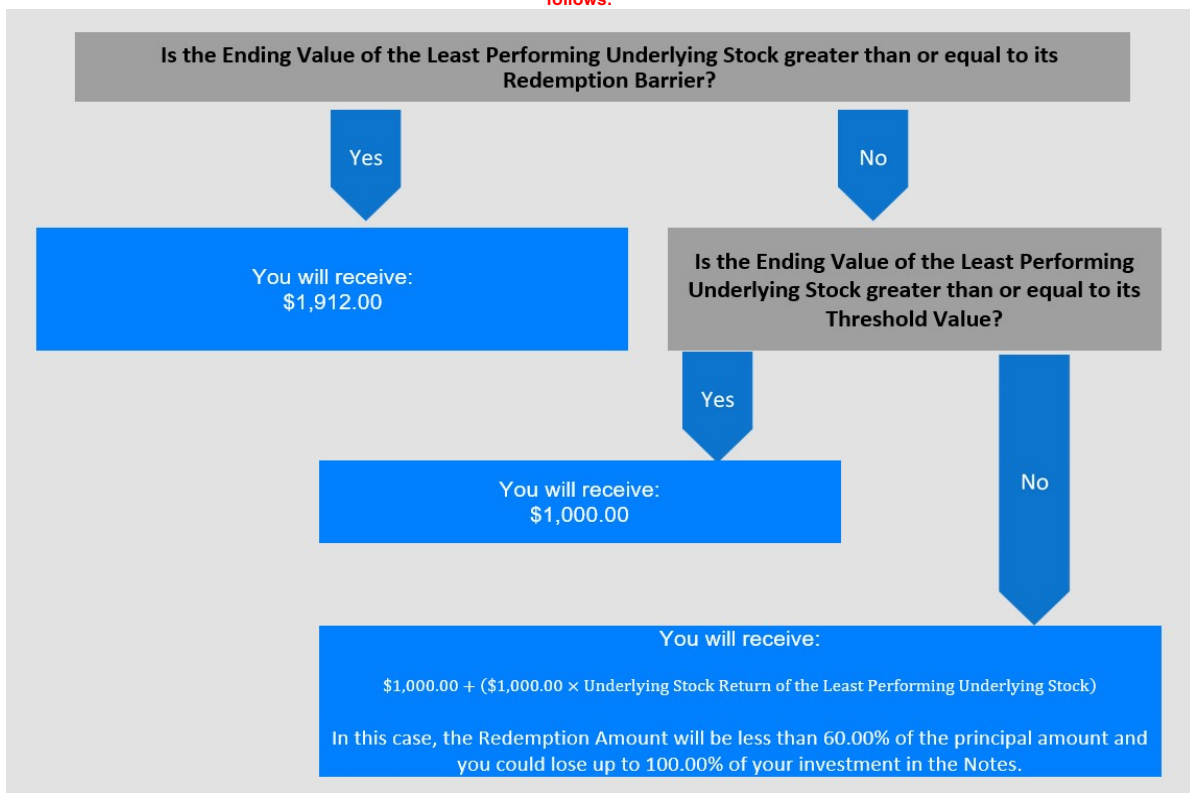 follows:
Is the Ending Value of the Least Performing Underlying Stock greater than or equal to its
Redemption Barrier?
Yes
No
You will receive:
$1,912.00
Is the Ending Value of the Least Performing
Underlying Stock greater than or equal to its
Threshold Value?
Yes
No
You will receive:
$1,000.00
You will receive:
$1,000.00 + ($1,000.00 × Underlying Stock Return of the Least Performing Underlying Stock)
In this case, the Redemption Amount will be less than 60.00% of the principal amount and
you could lose up to 100.00% of your investment in the Notes.